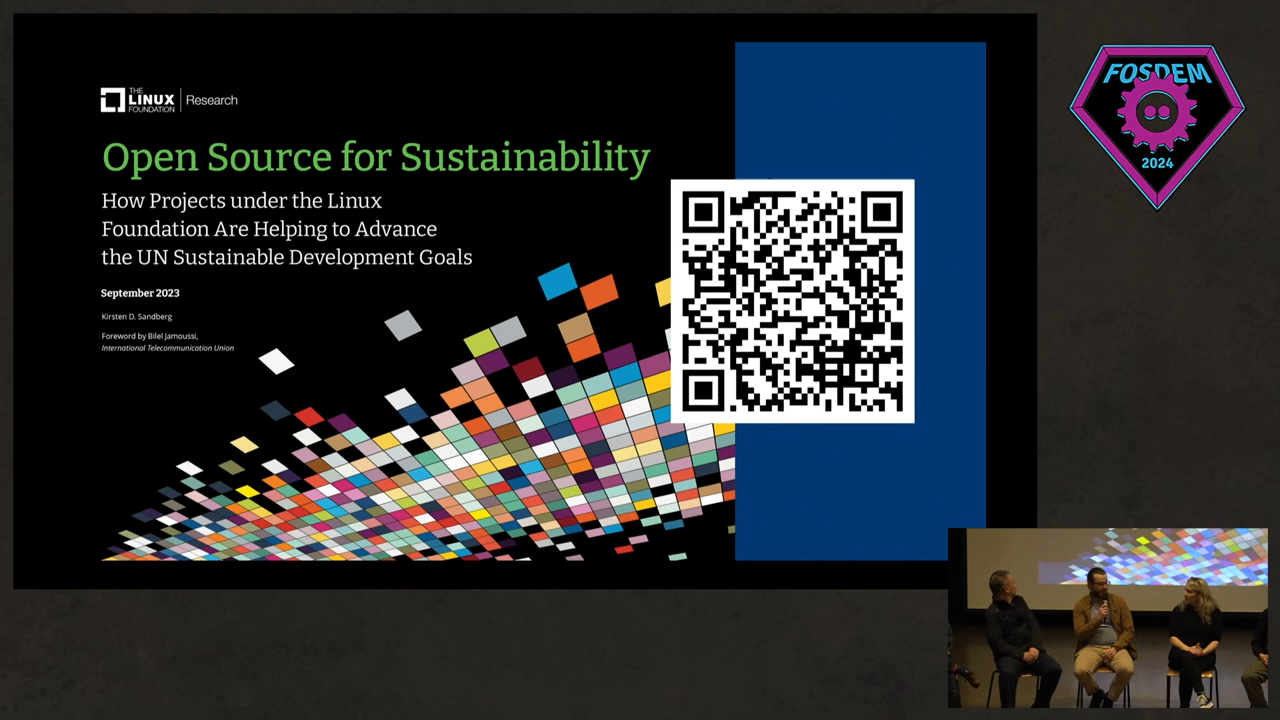 THE
LINUX
FOUNDATION
Research
Open Source for Sustainability
How Projects under the Linux
Foundation Are Helping to Advance
the UN Sustainable Development Goals
September 2023
Kirsten D. Sandberg
Foreword by Bilel Jamoussi,
International Telecommunication Union
FOSDEM
2024